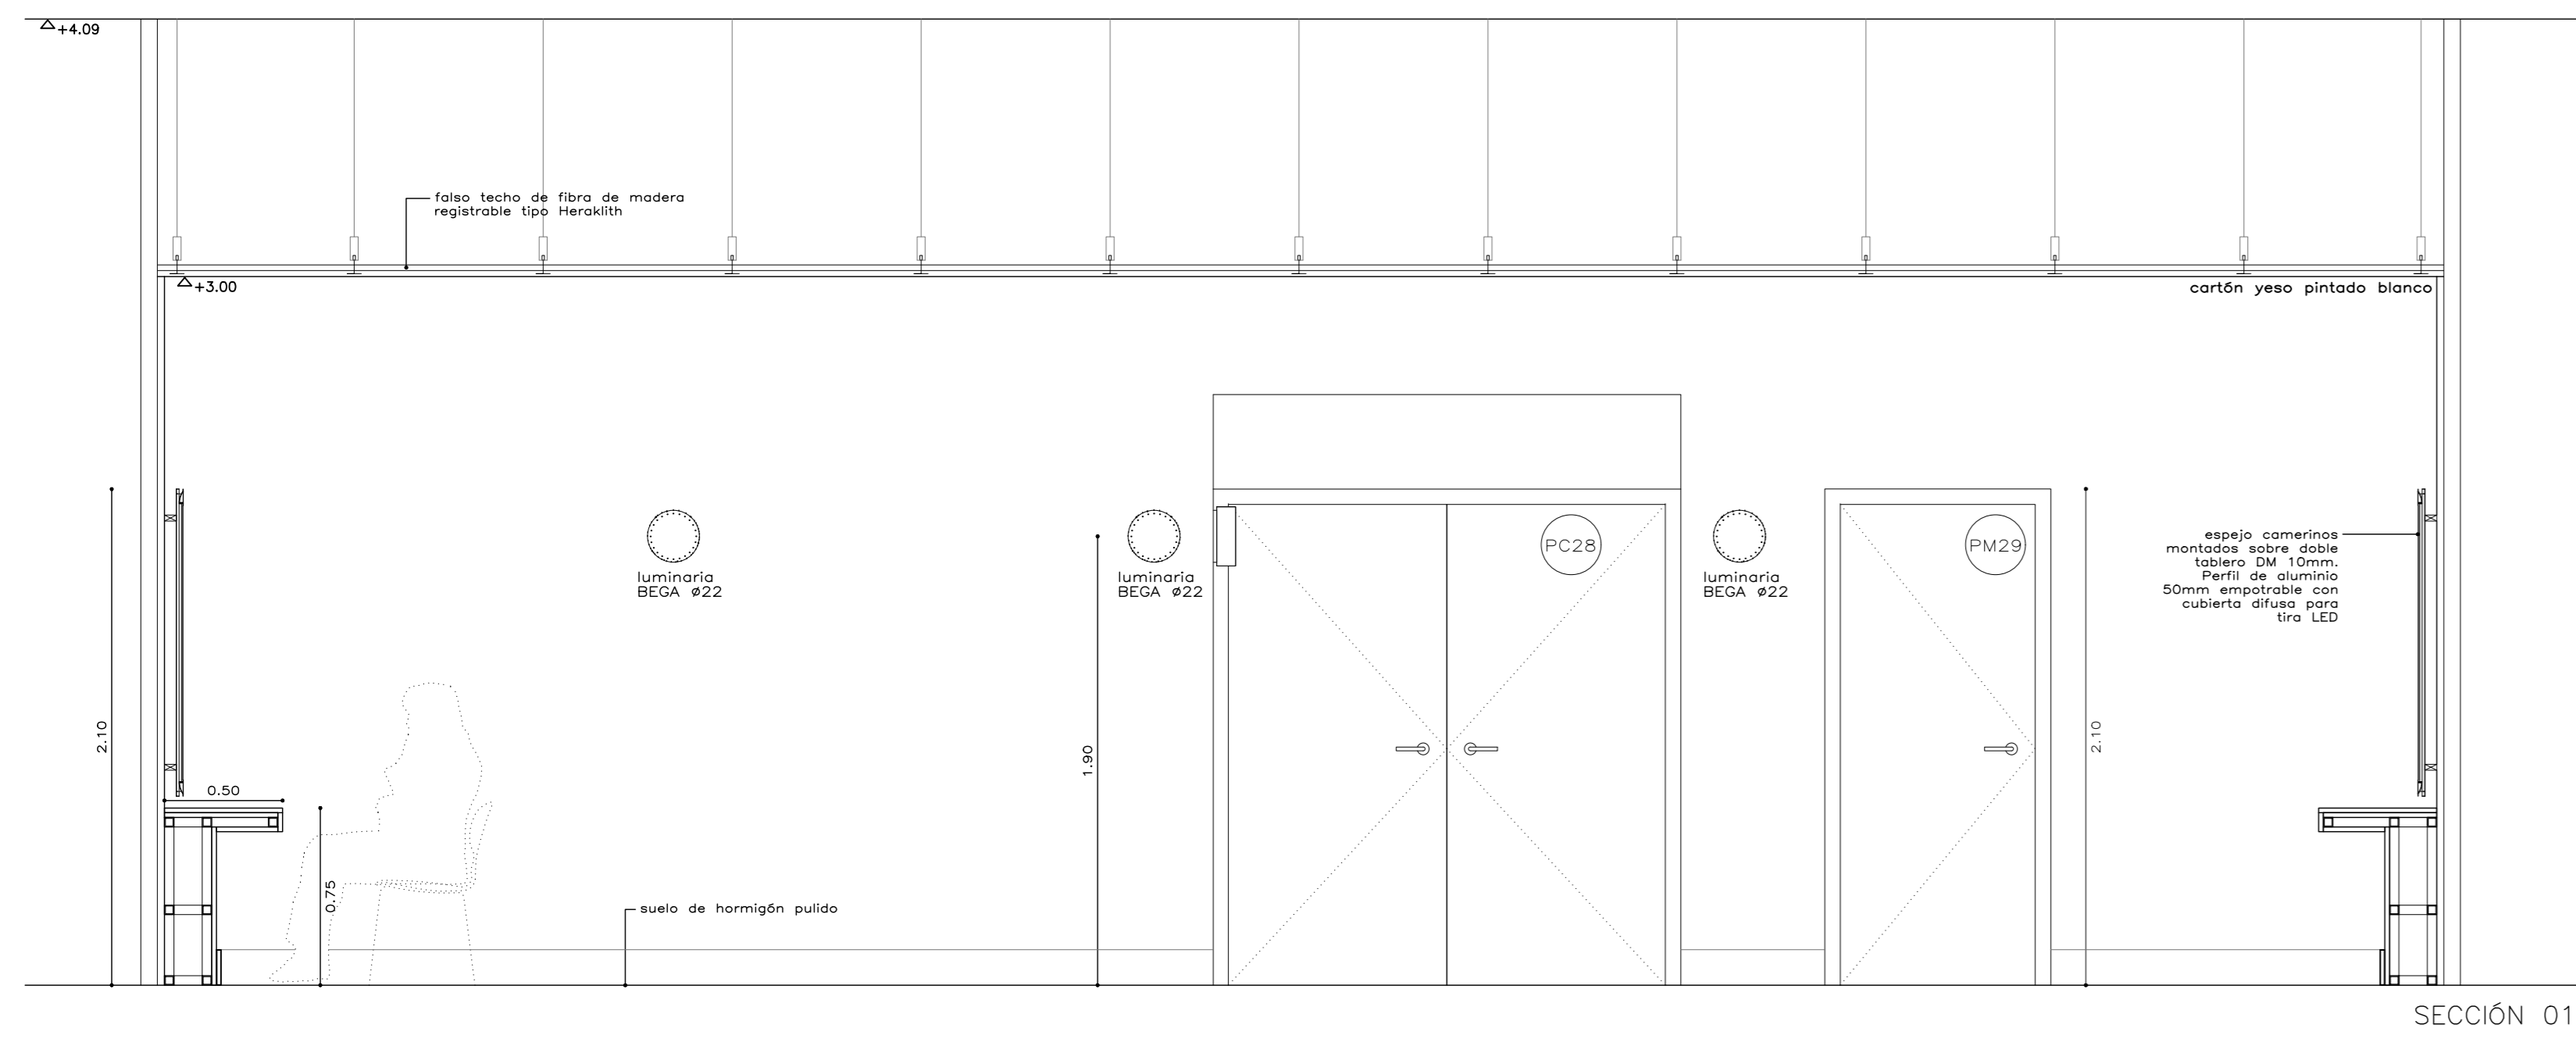 +4.09
falso techo de fibra de madera
registrable tipo Heraklith
+3.00
cartón yeso pintado blanco
PC28
PM29
luminaria
BEGA ø22
luminaria
BEGA ø22
luminaria
BEGA ø22
espejo camerinos
montados sobre doble
tablero DM 10mm.
Perfil de aluminio
50mm empotrable con
cubierta difusa para
tira LED
2.10
0.50
1.90
2.10
0.75
suelo de hormigón pulido
SECCIÓN 01